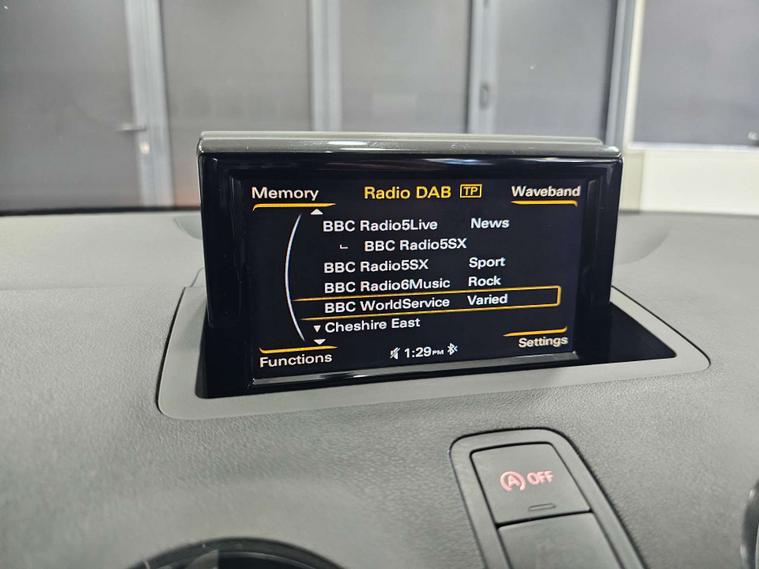 Memory Radio DAB TP Waveband
BBC Radio5Live News
BBC Radio5SX
BBC Radio5SX Sport
BBC Radio6Music Rock
BBC WorldService Varied
Cheshire East
Functions 1:29PM Settings
A OFF